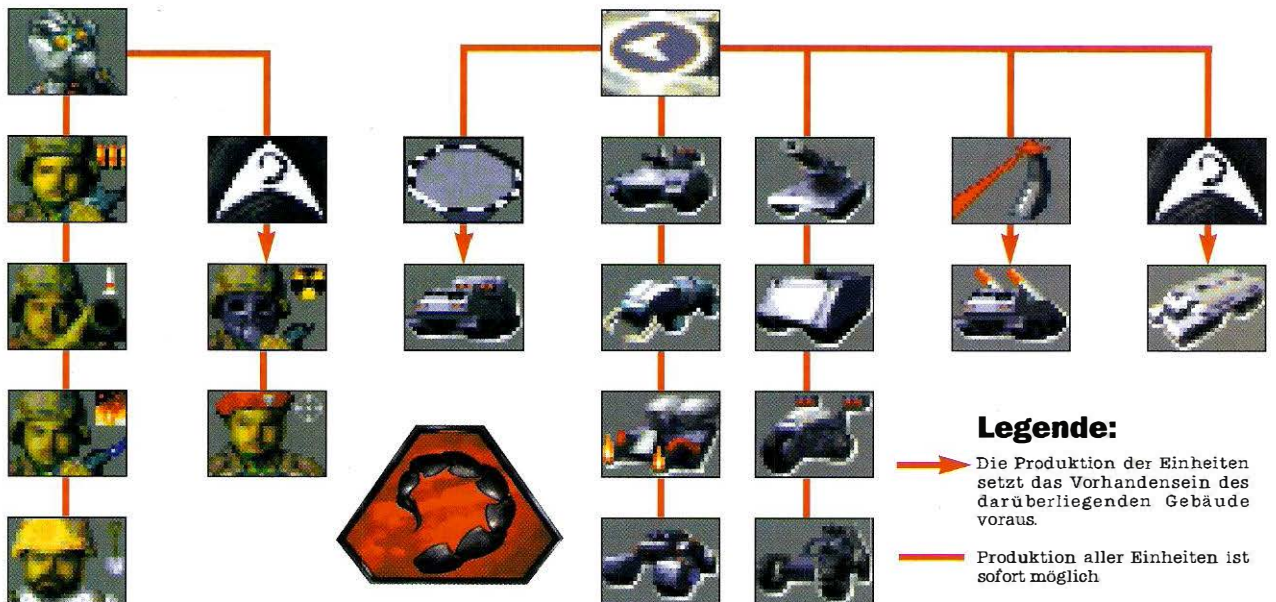 Legende:
Die Produktion der Einheiten
setzt das Vorhandensein des
darüberliegenden Gebäude
voraus.
Produktion aller Einheiten ist
sofort möglich